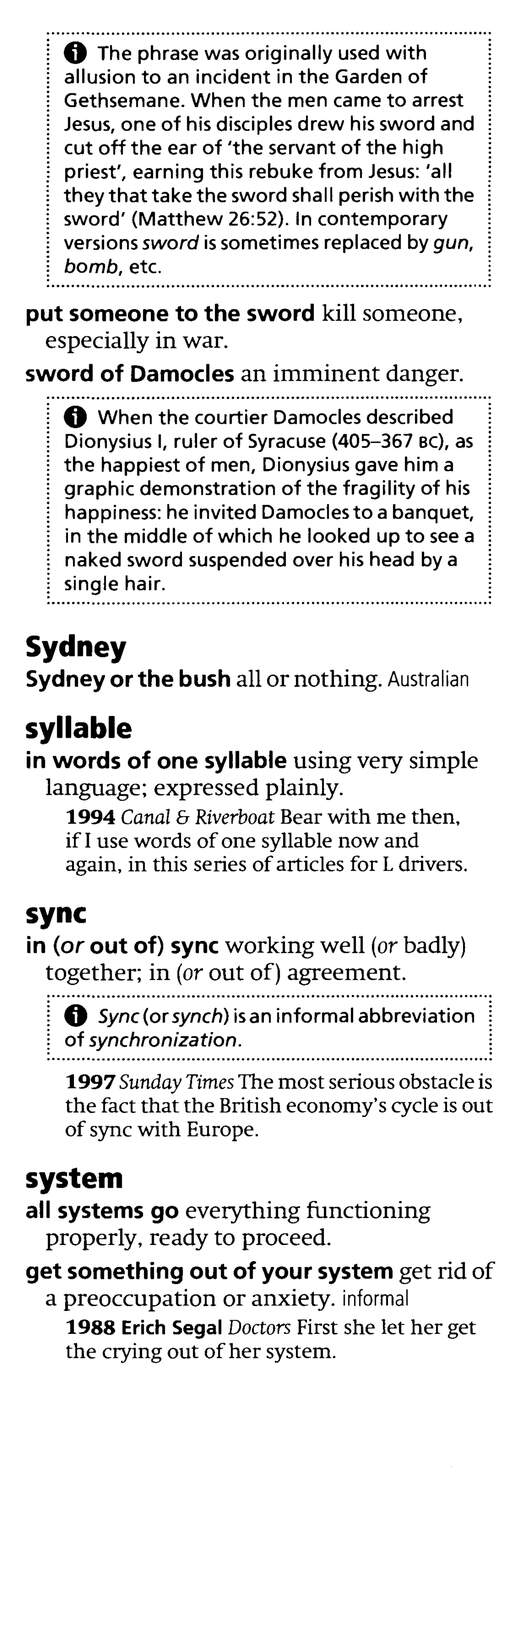 The phrase was originally used with
allusion to an incident in the Garden of
Gethsemane. When the men came to arrest
Jesus, one of his disciples drew his sword and
cut off the ear of 'the servant of the high
priest', earning this rebuke from Jesus: 'all
they that take the sword shall perish with the
sword' (Matthew 26:52). In contemporary
versions sword is sometimes replaced by gun,
bomb, etc.
put someone to the sword kill someone,
especially in war.
sword of Damocles an imminent danger.
When the courtier Damocles described
Dionysius I, ruler of Syracuse (405–367 BC), as
the happiest of men, Dionysius gave him a
graphic demonstration of the fragility of his
happiness: he invited Damocles to a banquet,
in the middle of which he looked up to see a
naked sword suspended over his head by a
single hair.
Sydney
Sydney or the bush all or nothing. Australian
syllable
in words of one syllable using very simple
language; expressed plainly.
1994 Canal & Riverboat Bear with me then,
if I use words of one syllable now and
again, in this series of articles for L drivers.
sync
in (or out of) sync working well (or badly)
together; in (or out of) agreement.
Sync (or synch) is an informal abbreviation
of synchronization.
1997 Sunday Times The most serious obstacle is
the fact that the British economy's cycle is out
of sync with Europe.
system
all systems go everything functioning
properly, ready to proceed.
get something out of your system get rid of
a preoccupation or anxiety. informal
1988 Erich Segal Doctors First she let her get
the crying out of her system.